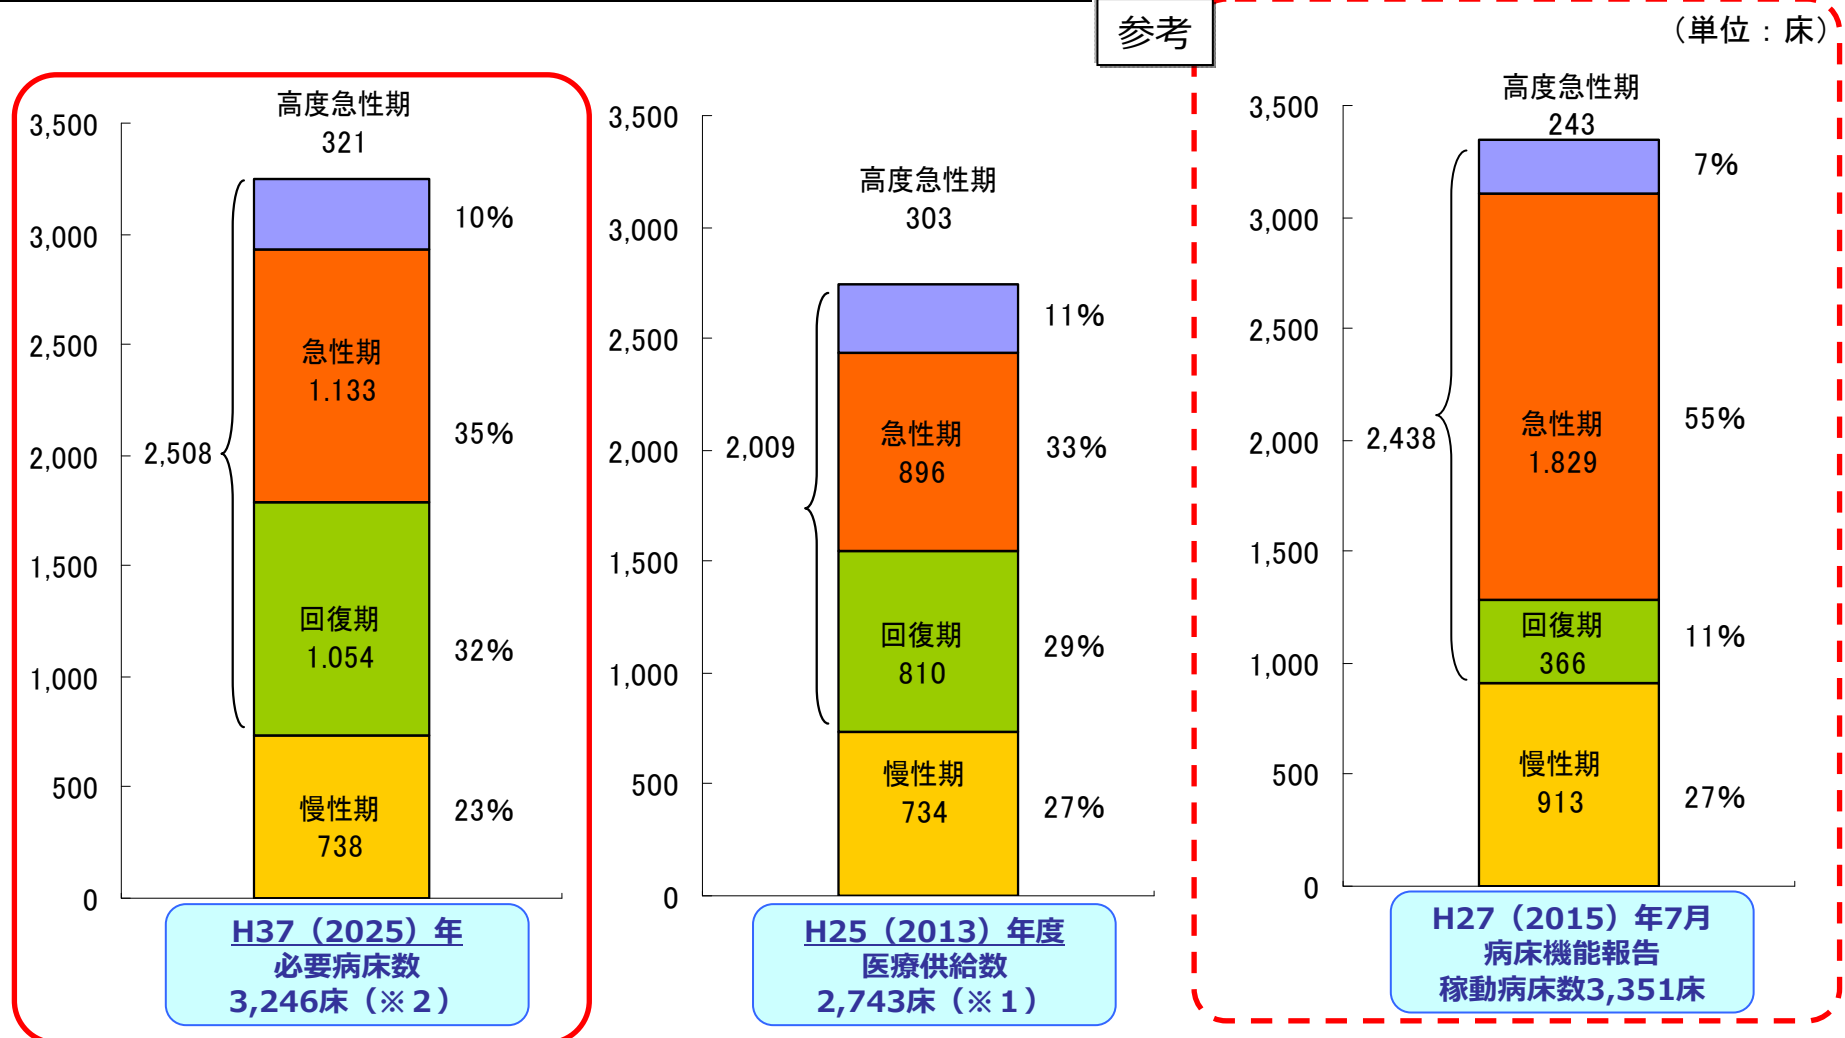 参考
（単位：床）
高度急性期
321
3,500
3,000
2,500
2,000
1,500
1,000
500
0
10%
急性期
1.133
35%
2,508
回復期
1.054
32%
慢性期
738
23%
H37（2025）年
必要病床数
3,246床（※２）
3,500
3,000
2,500
2,000
1,500
1,000
500
0
高度急性期
303
11%
急性期
896
33%
2,009
回復期
810
29%
慢性期
734
27%
H25（2013）年度
医療供給数
2,743床（※１）
3,500
3,000
2,500
2,000
1,500
1,000
500
0
高度急性期
243
7%
急性期
1.829
55%
2,438
回復期
366
11%
慢性期
913
27%
H27（2015）年7月
病床機能報告
稼動病床数3,351床